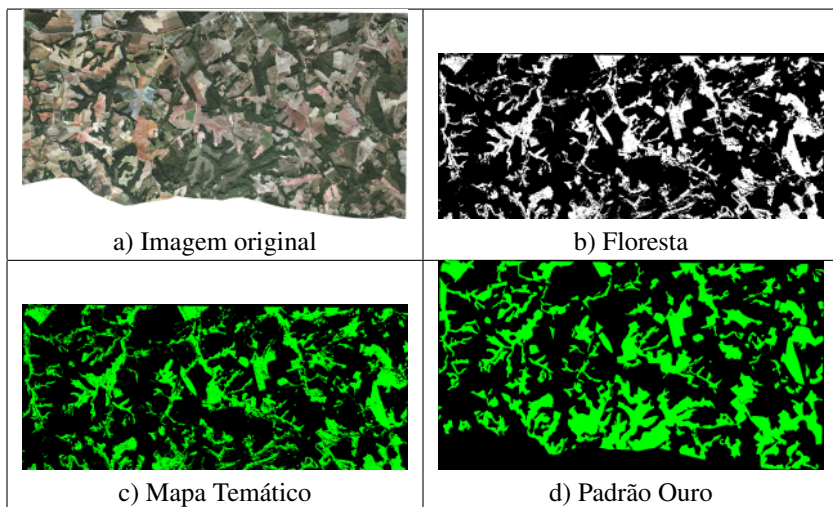 a) Imagem original
b) Floresta
c) Mapa Temático
d) Padrão Ouro